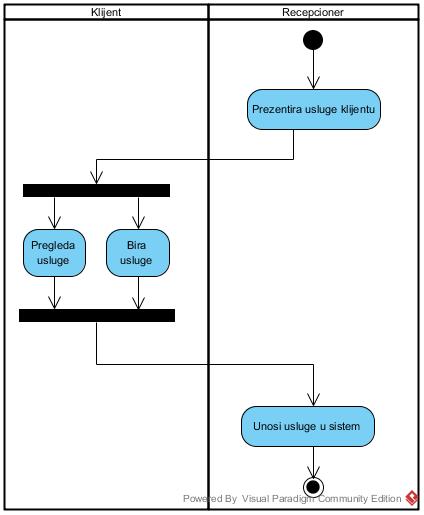 Klijent
Recepcioner
Prezentira usluge klijentu
Pregleda
usluge
Bira
usluge
Unosi usluge u sistem
Powered By Visual Paradigm Community Edition